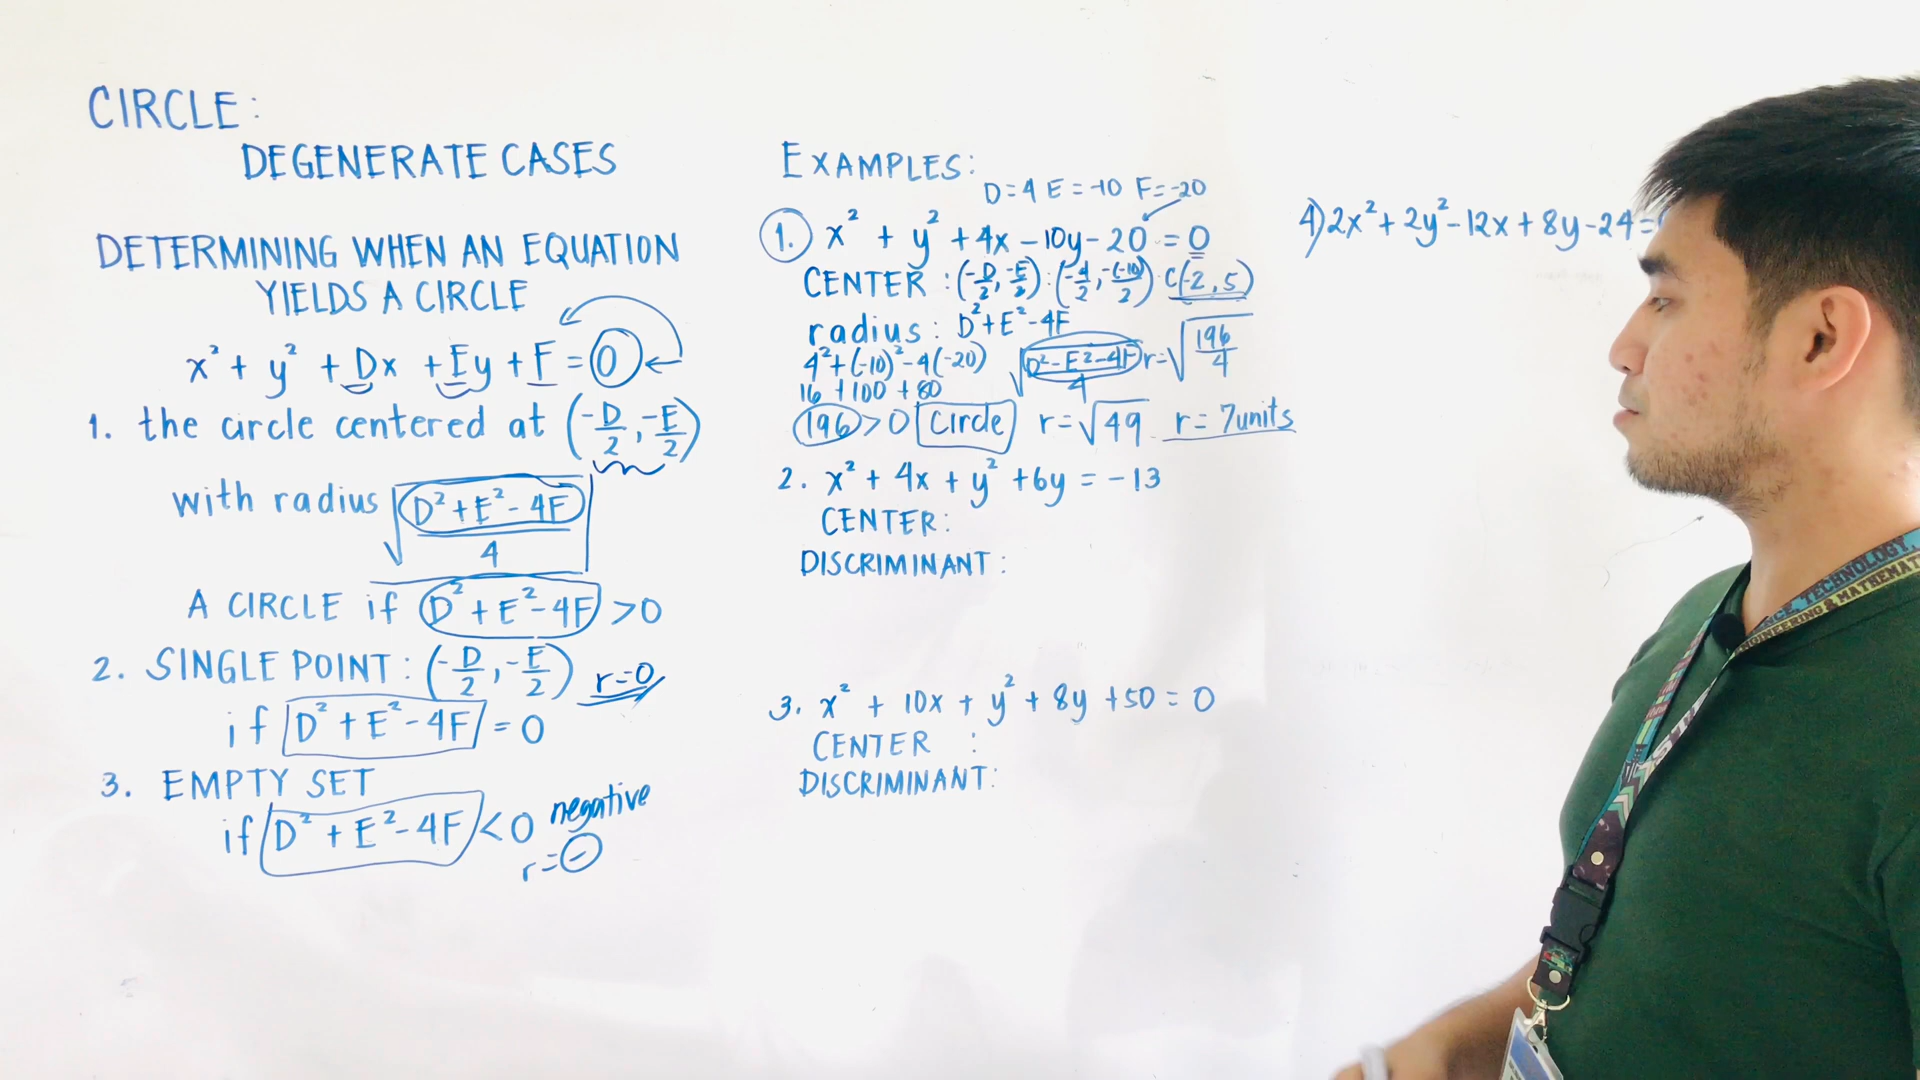 CIRCLE:
DEGENERATE CASES
DETERMINING WHEN AN EQUATION
YIELDS A CIRCLE
x² + y² + Dx + Ey + F = 0
1. the circle centered at (-D/2, -E/2)
with radius √((D² + E² - 4F)/4)
A CIRCLE if D² + E² - 4F > 0
2. SINGLE POINT: (-D/2, -E/2) r=0
if D² + E² - 4F = 0
3. EMPTY SET
if D² + E² - 4F < 0 negative
r = -
EXAMPLES:
D=4 E=-10 F=-20
1. x² + y² + 4x - 10y - 20 = 0
CENTER : (-D/2, -E/2) : (-4/2, -(-10)/2) C(-2, 5)
radius : D² + E² - 4F
4² + (-10)² - 4(-20) √((D² - E² - 4F)/4) r = √(196/4)
16 + 100 + 80
196 > 0 Circle r = √49 r = 7units
2. x² + 4x + y² + 6y = -13
CENTER:
DISCRIMINANT:
3. x² + 10x + y² + 8y + 50 = 0
CENTER :
DISCRIMINANT:
4) 2x² + 2y² - 12x + 8y - 24 =
TECHNOLOGY,
& MATHEMAT